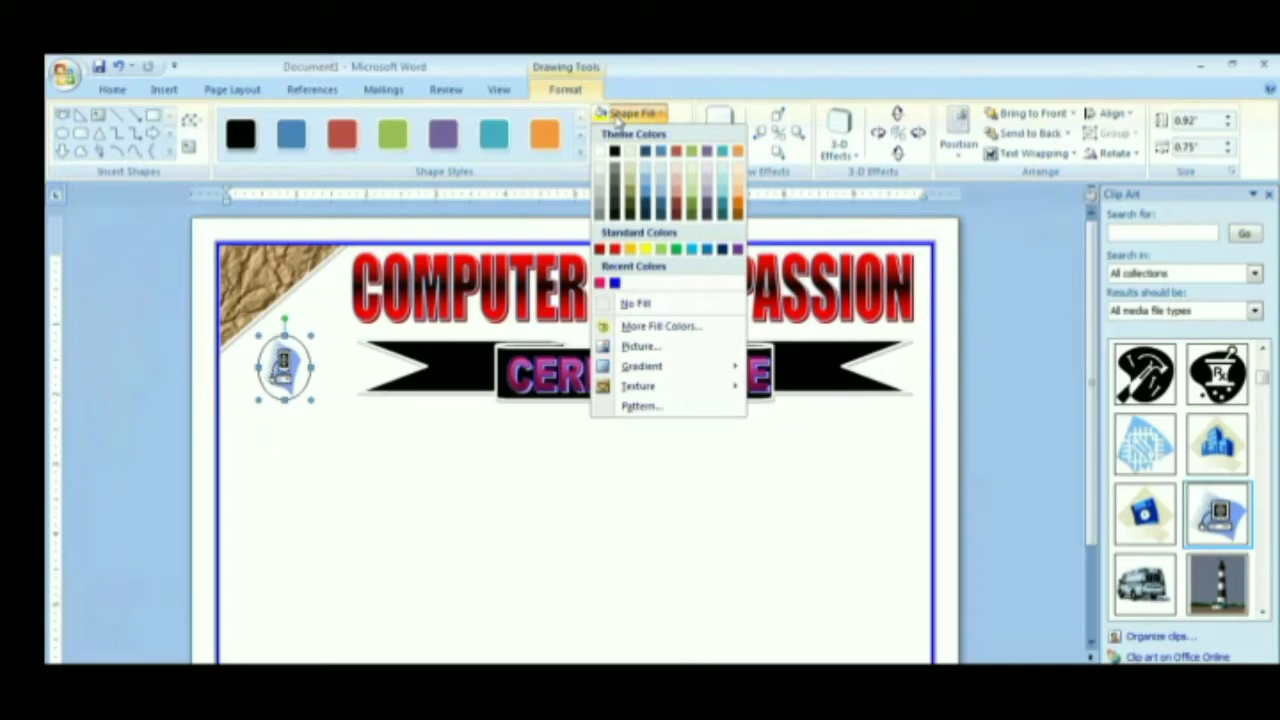 Document1 - Microsoft Word
Drawing Tools
Home
Insert
Page Layout
References
Mailings
Review
View
Format
Shape Fill
3-D
Effects
Position
Bring to Front
Send to Back
Text Wrapping
Align
Group
Rotate
0.92"
0.75"
Insert Shapes
Shape Styles
w Effects
3-D Effects
Arrange
Size
Theme Colors
Standard Colors
Recent Colors
No Fill
More Fill Colors...
Picture...
Gradient
Texture
Pattern...
COMPUTER PASSION
CER E
Clip Art
Search for:
Go
Search in:
All collections
Results should be:
All media file types
Organize clips...
Clip art on Office Online